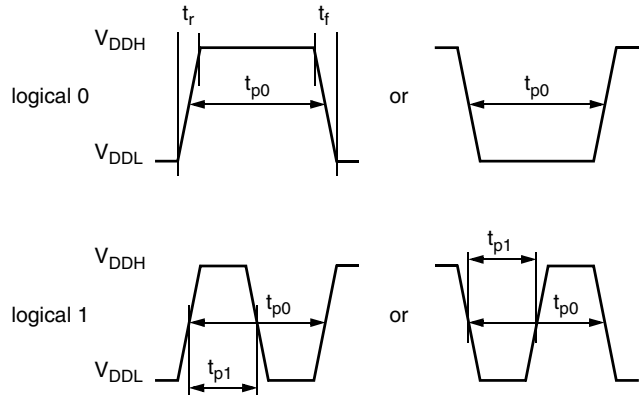 t_r t_f
V_DDH
logical 0 t_p0 or t_p0
V_DDL
V_DDH t_p1
logical 1 t_p0 or t_p0
V_DDL t_p1